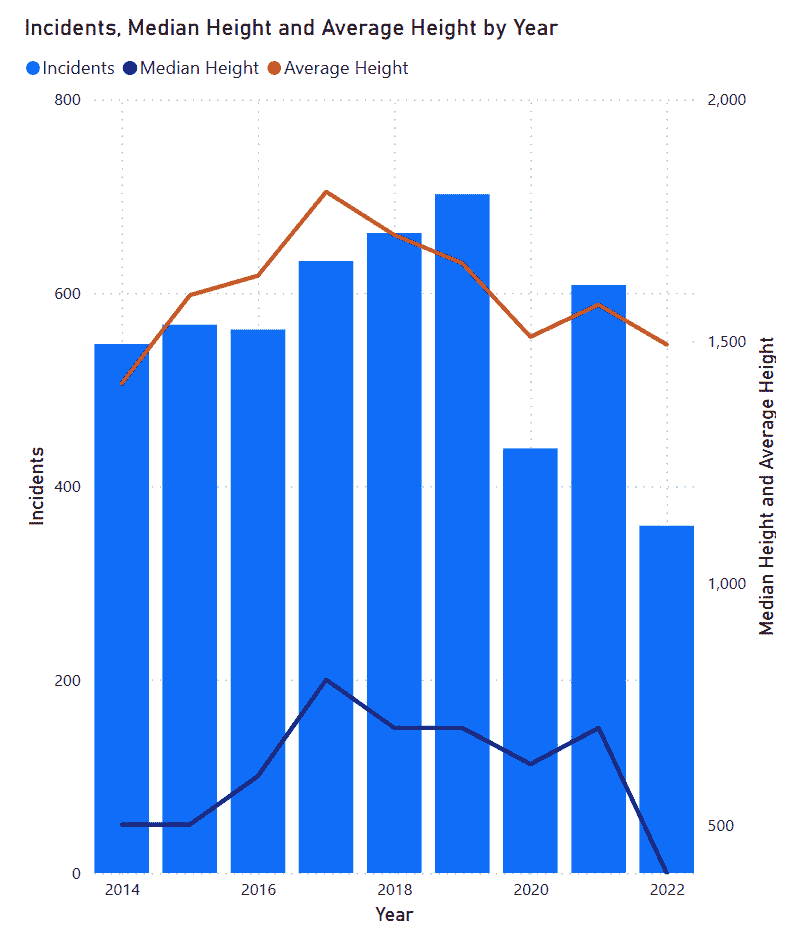 Incidents, Median Height and Average Height by Year
Incidents Median Height Average Height
800
600
400
200
0
Incidents
2,000
1,500
1,000
500
Median Height and Average Height
2014 2016 2018 2020 2022
Year